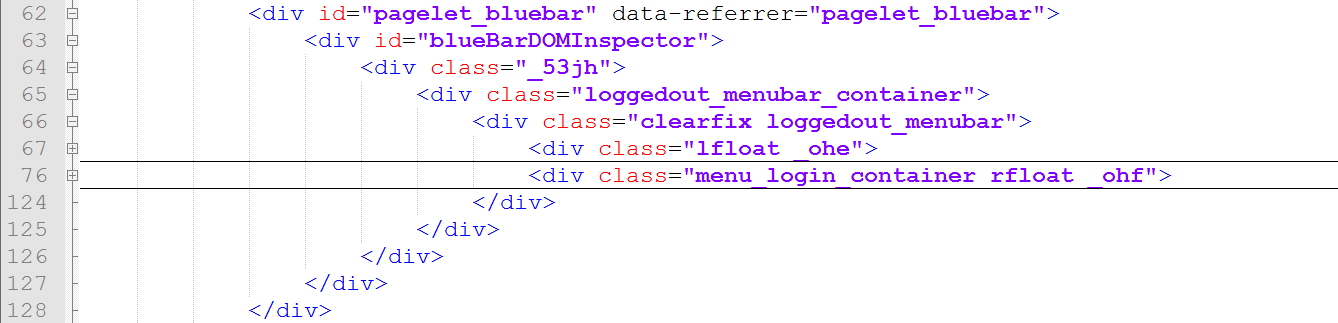 62 <div id="pagelet_bluebar" data-referrer="pagelet_bluebar">
63 <div id="blueBarDOMInspector">
64 <div class="_53jh">
65 <div class="loggedout_menubar_container">
66 <div class="clearfix loggedout_menubar">
67 <div class="lfloat _ohe">
76 <div class="menu_login_container rfloat _ohf">
124 </div>
125 </div>
126 </div>
127 </div>
128 </div>